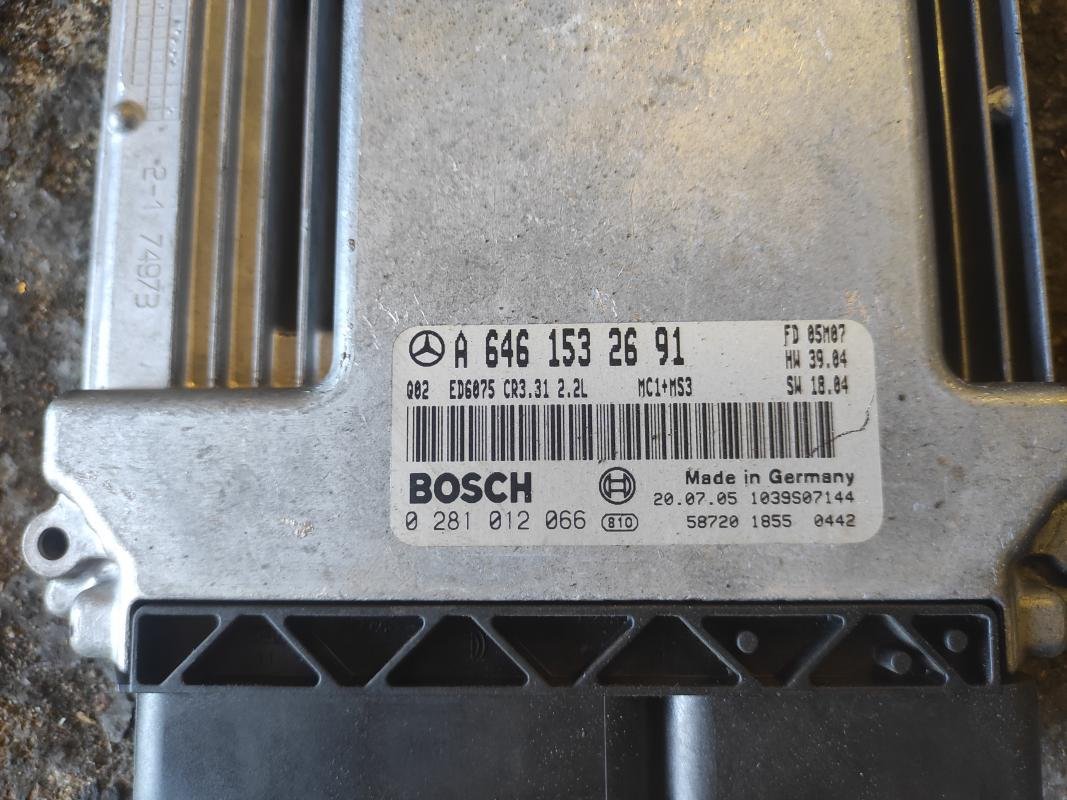 2-1 74973
A 646 153 26 91
FD 05M07
HW 39.04
Q02 ED6075 CR3.31 2.2L MC1+MS3 SW 18.04
BOSCH
Made in Germany
20.07.05 1039S07144
0 281 012 066 810
58720 1855 0442